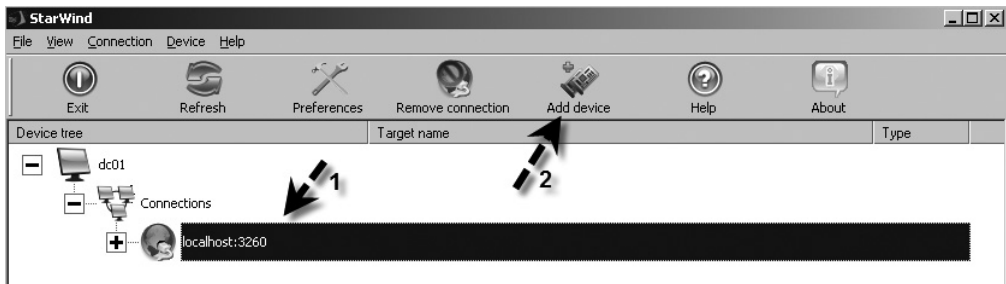 StarWind
File View Connection Device Help
Exit Refresh Preferences Remove connection Add device Help About
Device tree Target name Type
dc01
1
2
Connections
localhost:3260